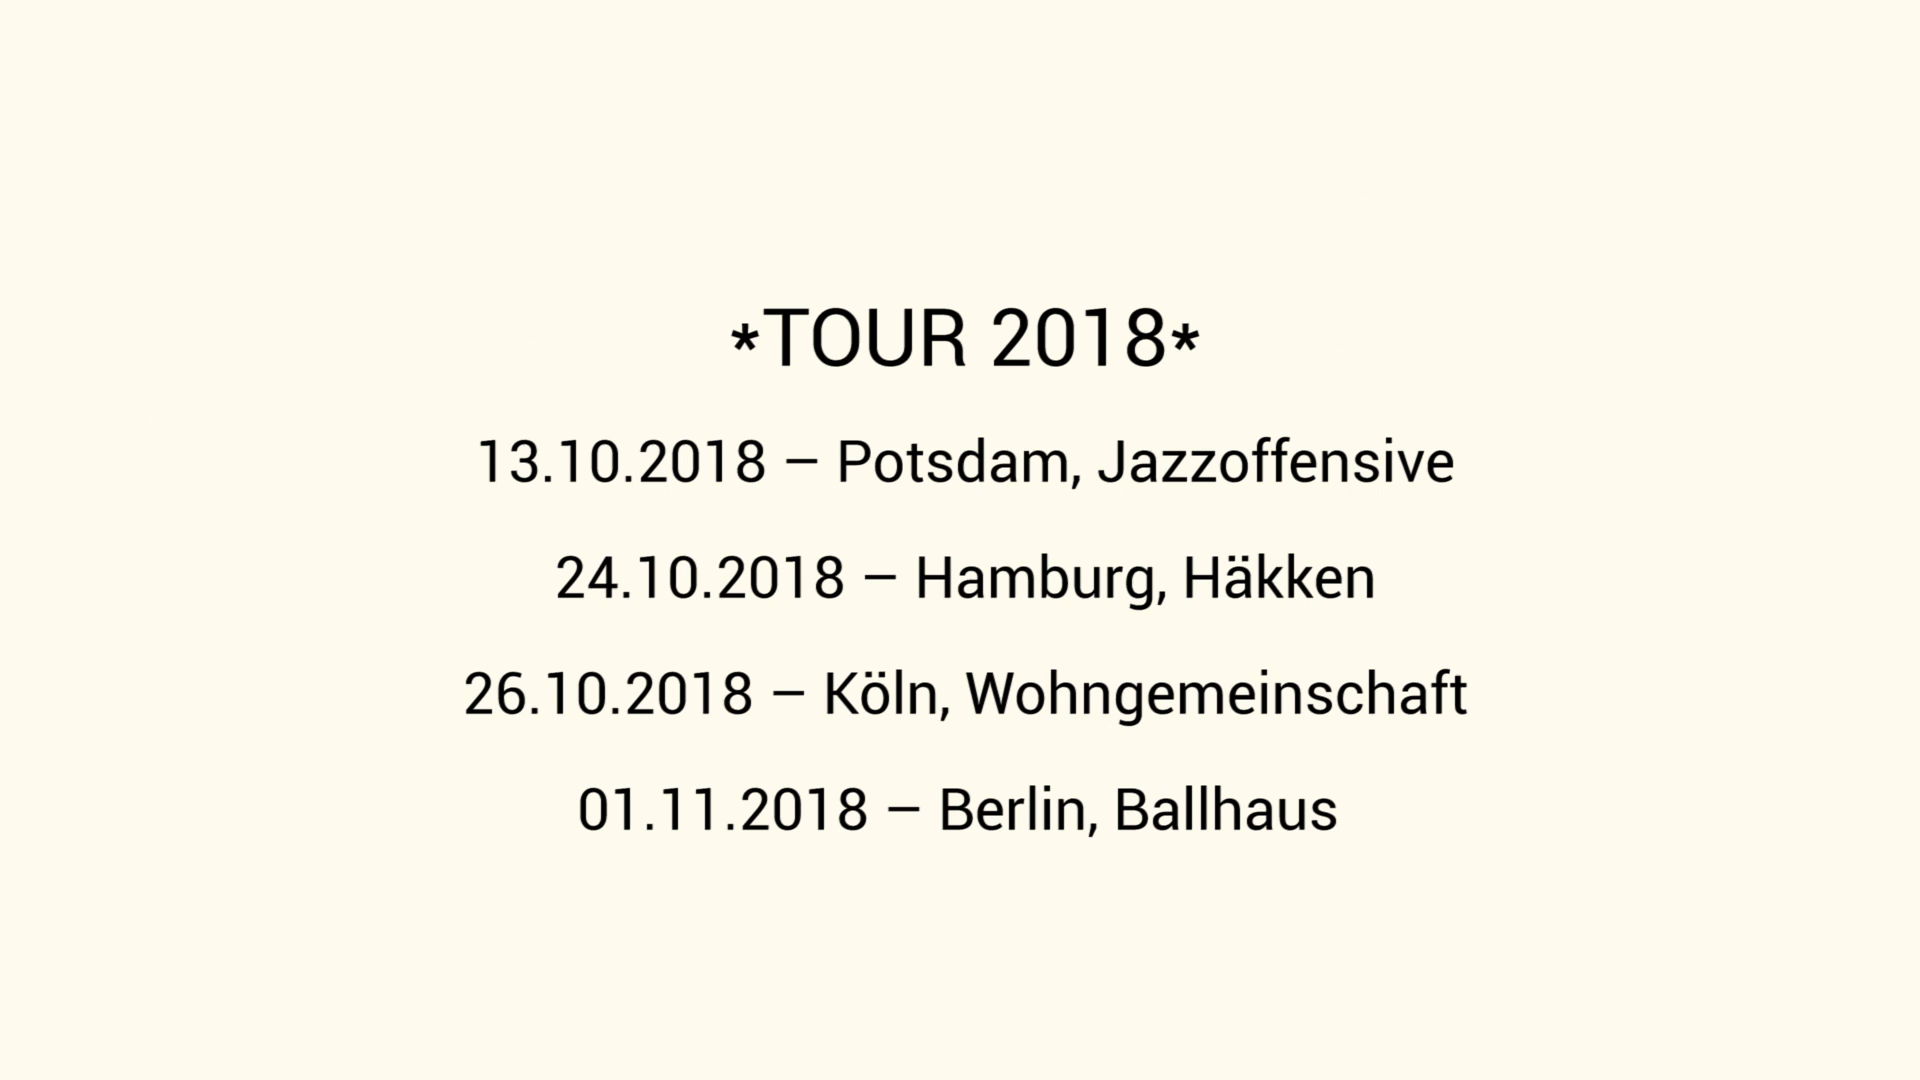 *TOUR 2018*
13.10.2018 – Potsdam, Jazzoffensive
24.10.2018 – Hamburg, Häkken
26.10.2018 – Köln, Wohngemeinschaft
01.11.2018 – Berlin, Ballhaus